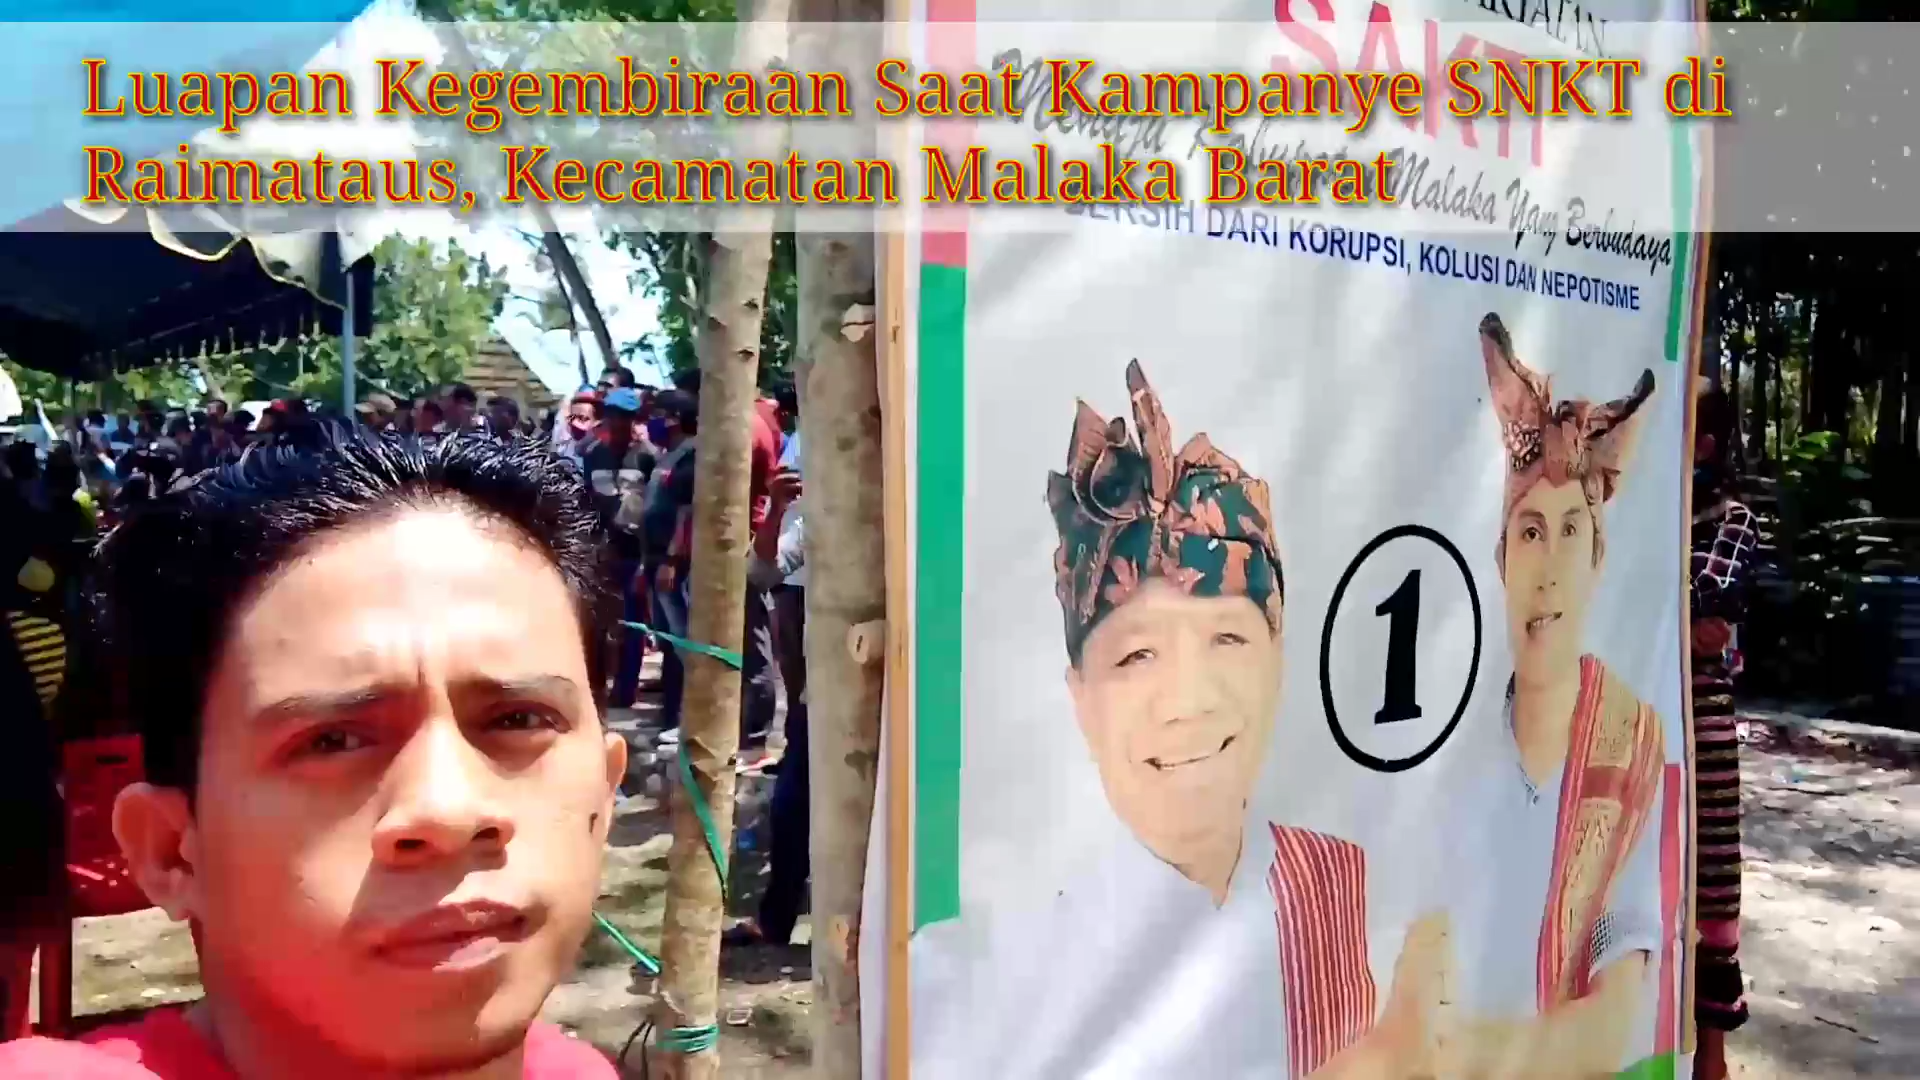 Luapan Kegembiraan Saat Kampanye SNKT di
Raimataus, Kecamatan Malaka Barat
SAKTI
Menuju Malaka Yang Berbudaya
BERSIH DARI KORUPSI, KOLUSI DAN NEPOTISME
1